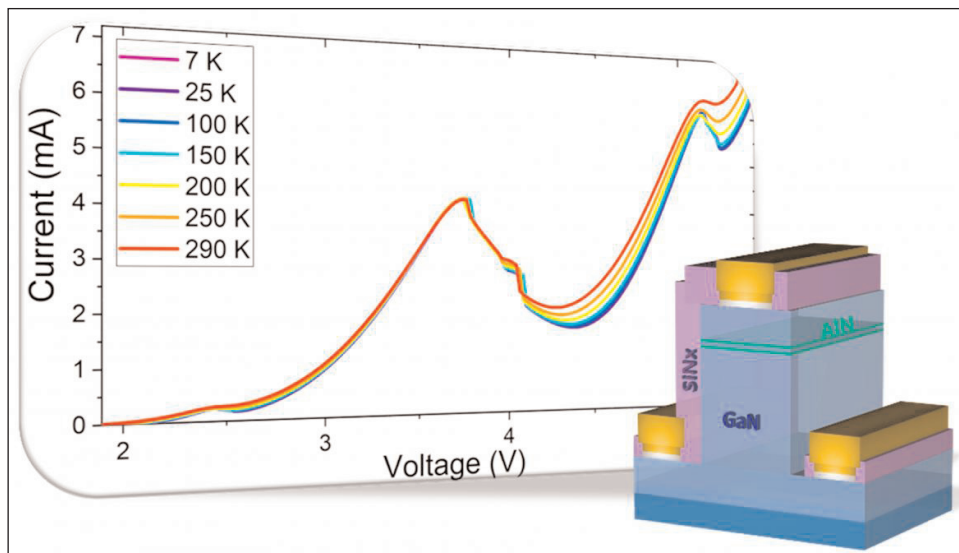 7
6
5
4
3
2
1
0
Current (mA)
7 K
25 K
100 K
150 K
200 K
250 K
290 K
2
3
4
Voltage (V)
AlN
SiNx
GaN